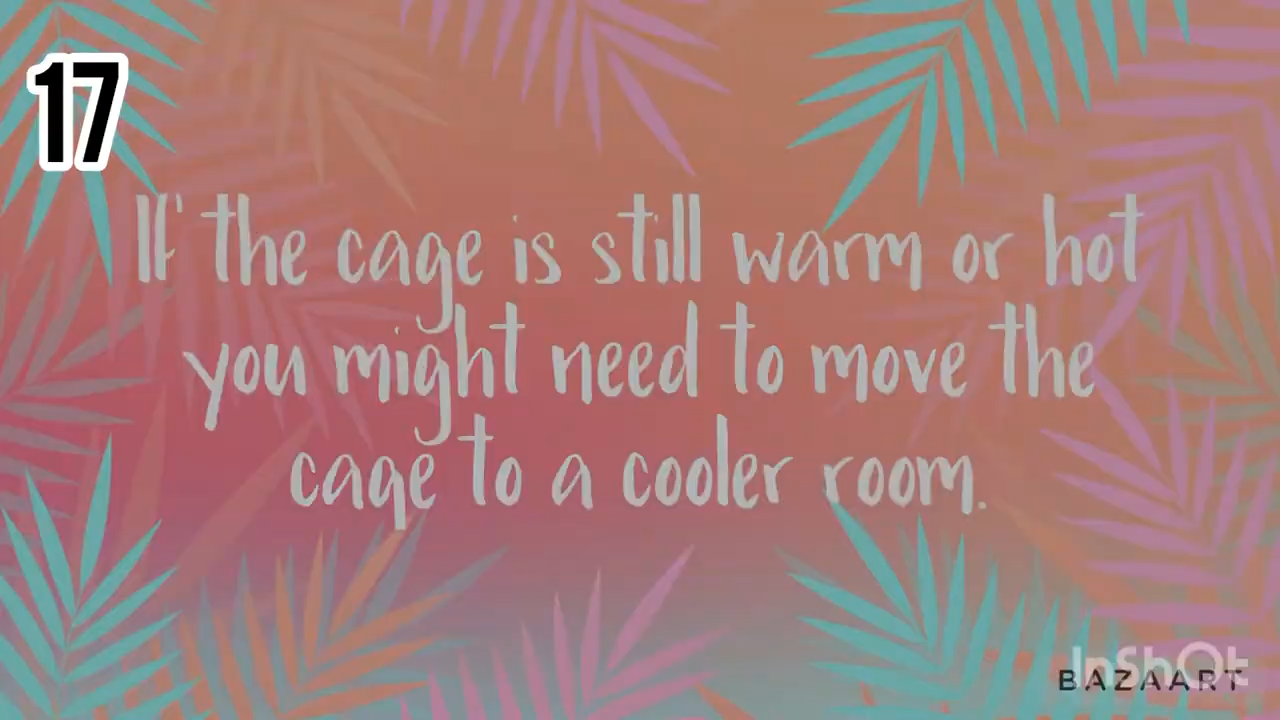 17
If the cage is still warm or hot
you might need to move the
cage to a cooler room.
InShOt
BAZAART